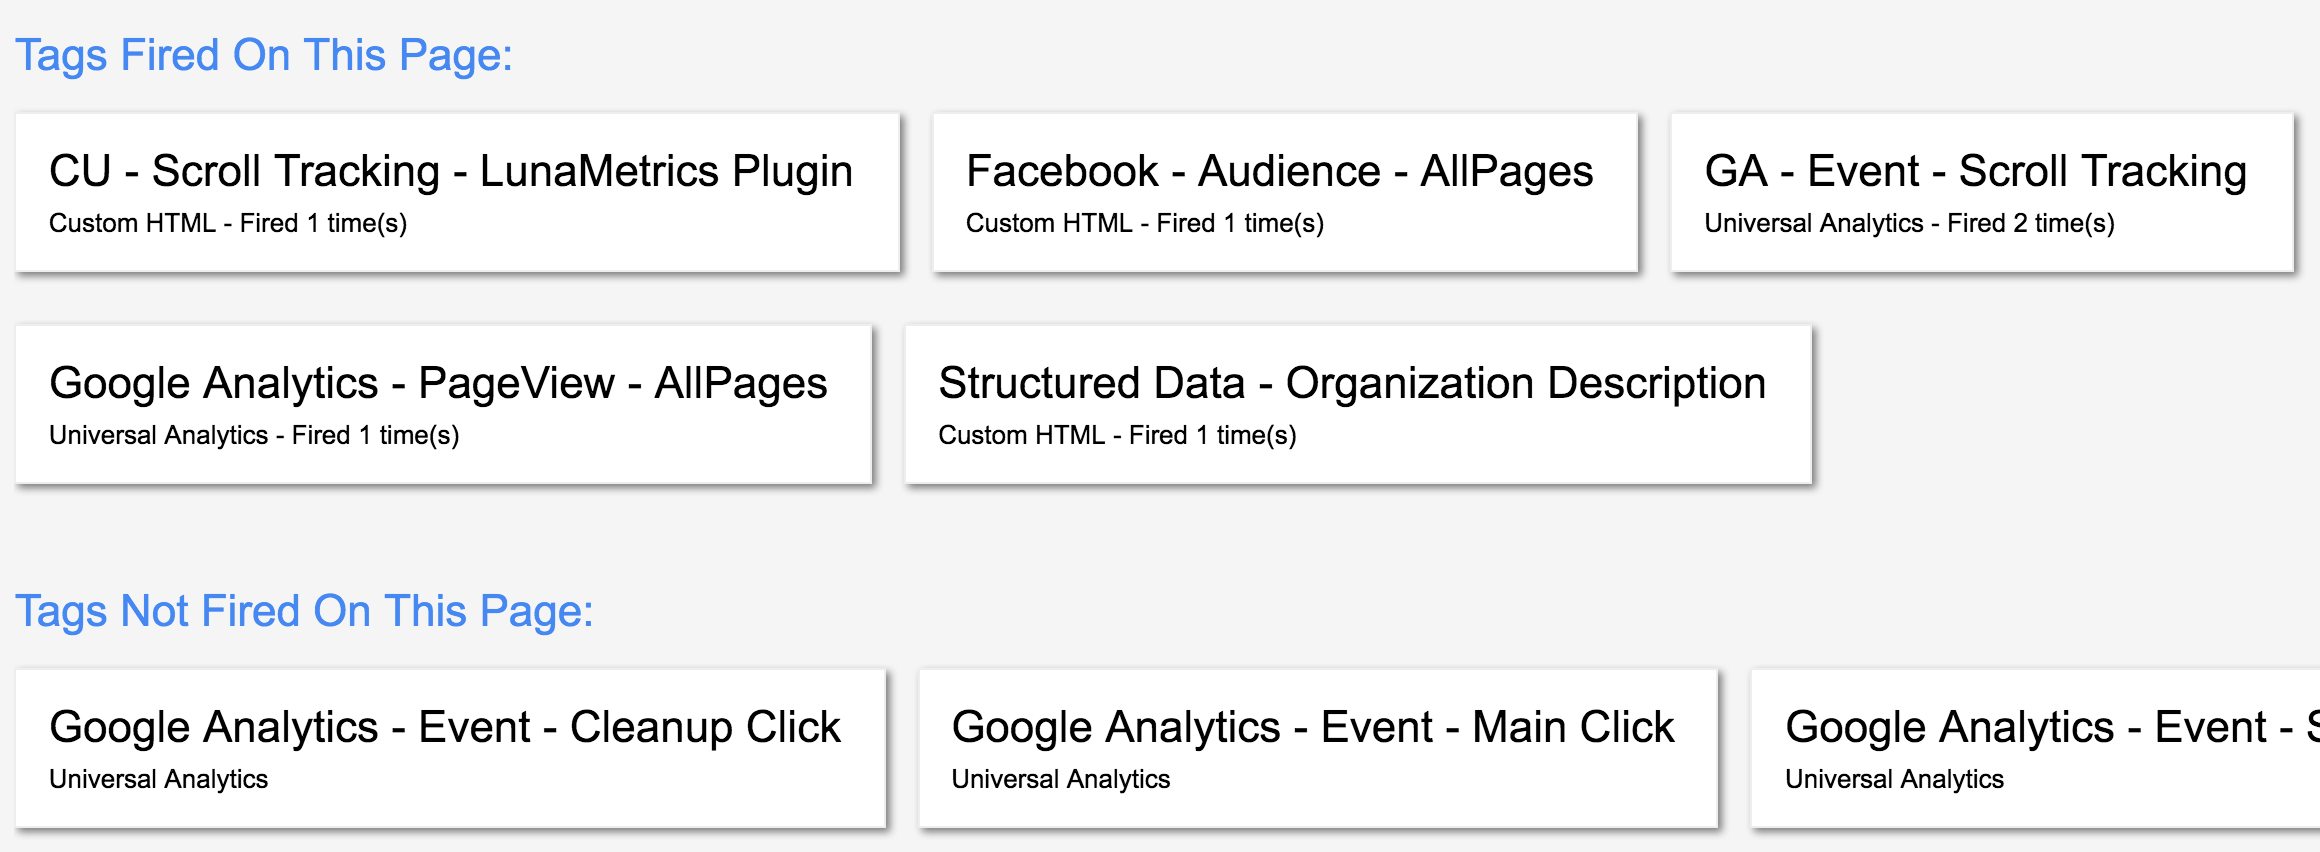 Tags Fired On This Page:
CU - Scroll Tracking - LunaMetrics Plugin
Custom HTML - Fired 1 time(s)
Facebook - Audience - AllPages
Custom HTML - Fired 1 time(s)
GA - Event - Scroll Tracking
Universal Analytics - Fired 2 time(s)
Google Analytics - PageView - AllPages
Universal Analytics - Fired 1 time(s)
Structured Data - Organization Description
Custom HTML - Fired 1 time(s)
Tags Not Fired On This Page:
Google Analytics - Event - Cleanup Click
Universal Analytics
Google Analytics - Event - Main Click
Universal Analytics
Google Analytics - Event -
Universal Analytics